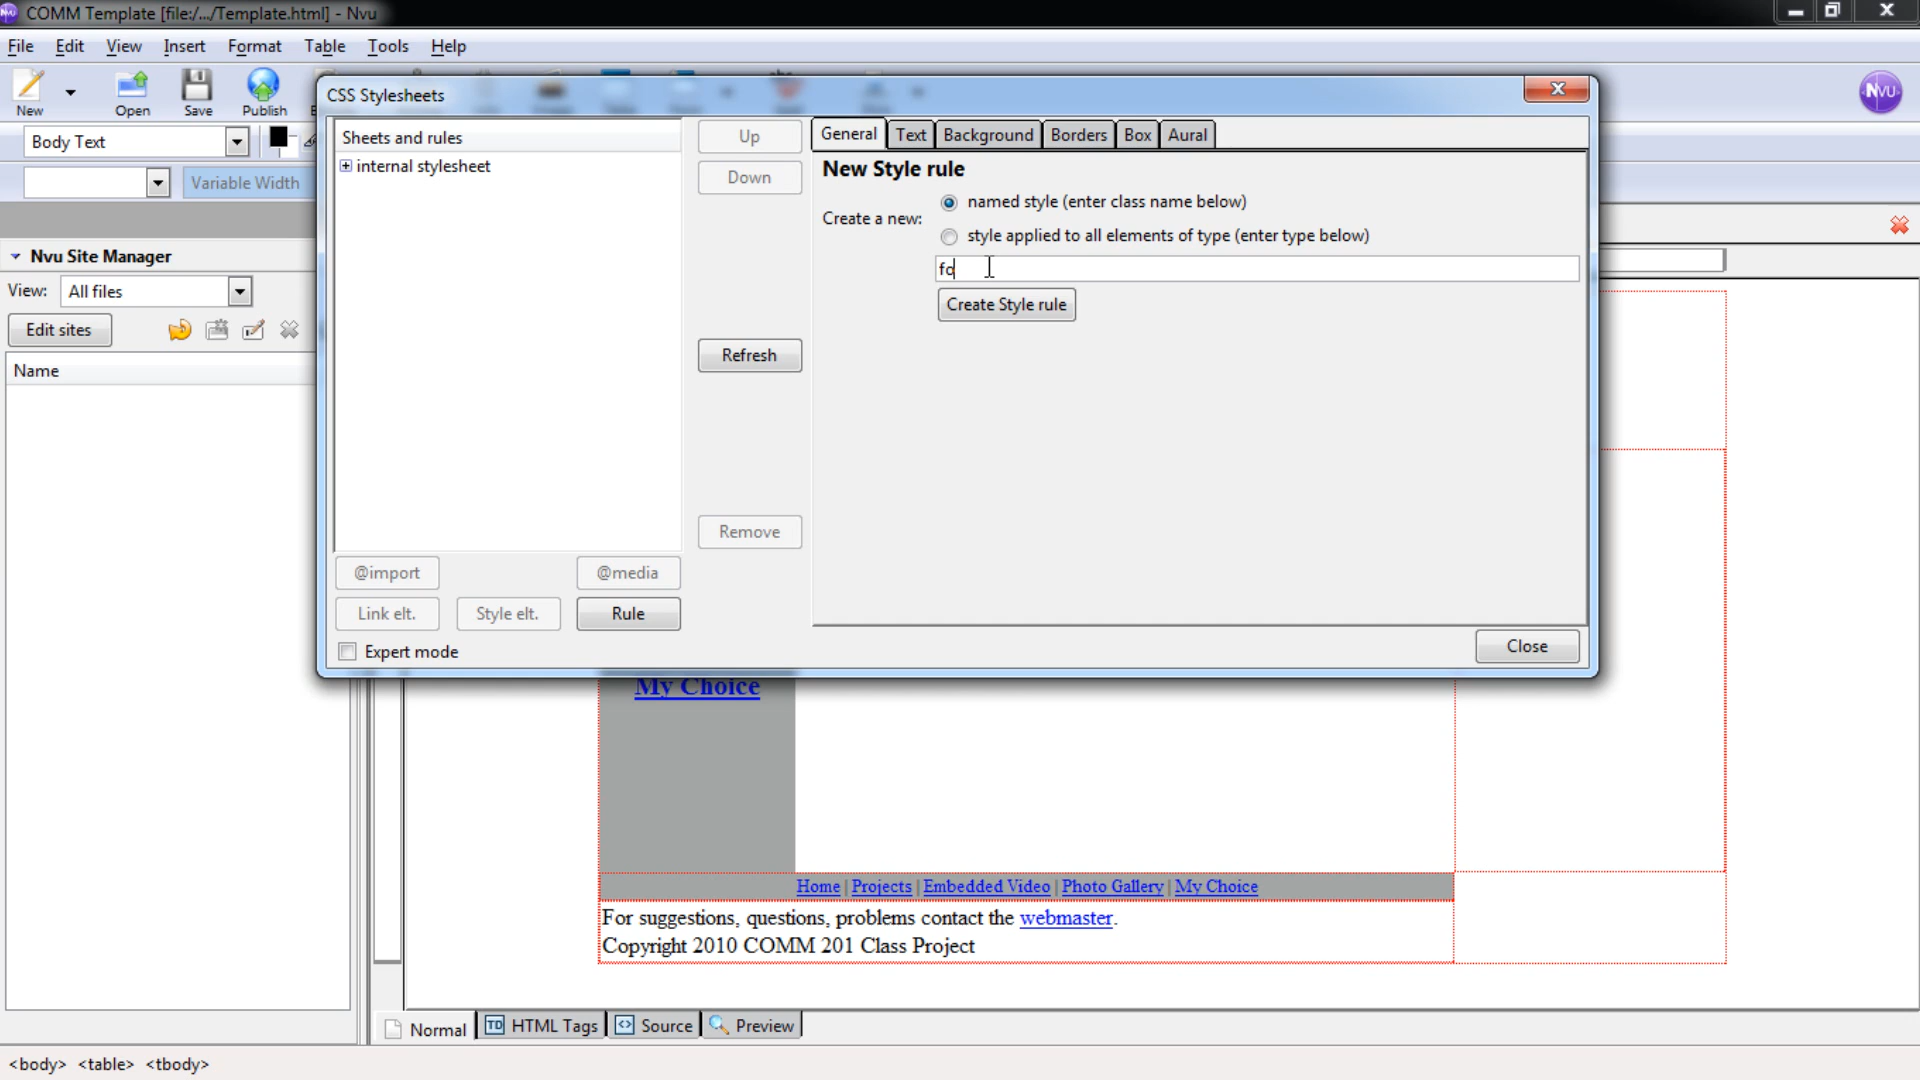 COMM Template [file:/.../Template.html] - Nvu
File Edit View Insert Format Table Tools Help
New Open Save Publish
NVU
Body Text
Variable Width
CSS Stylesheets
Sheets and rules
internal stylesheet
Up
Down
Refresh
Remove
@import @media
Link elt. Style elt. Rule
Expert mode
General Text Background Borders Box Aural
New Style rule
Create a new:
named style (enter class name below)
style applied to all elements of type (enter type below)
fo
Create Style rule
Close
Nvu Site Manager
View: All files
Edit sites
Name
My Choice
Home | Projects | Embedded Video | Photo Gallery | My Choice
For suggestions, questions, problems contact the webmaster.
Copyright 2010 COMM 201 Class Project
Normal TD HTML Tags Source Preview
<body> <table> <tbody>